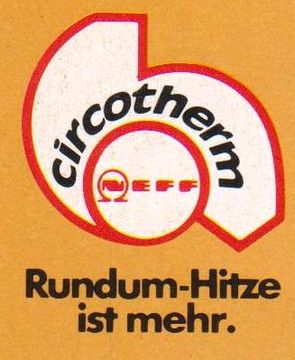 circotherm
NEFF
Rundum-Hitze
ist mehr.